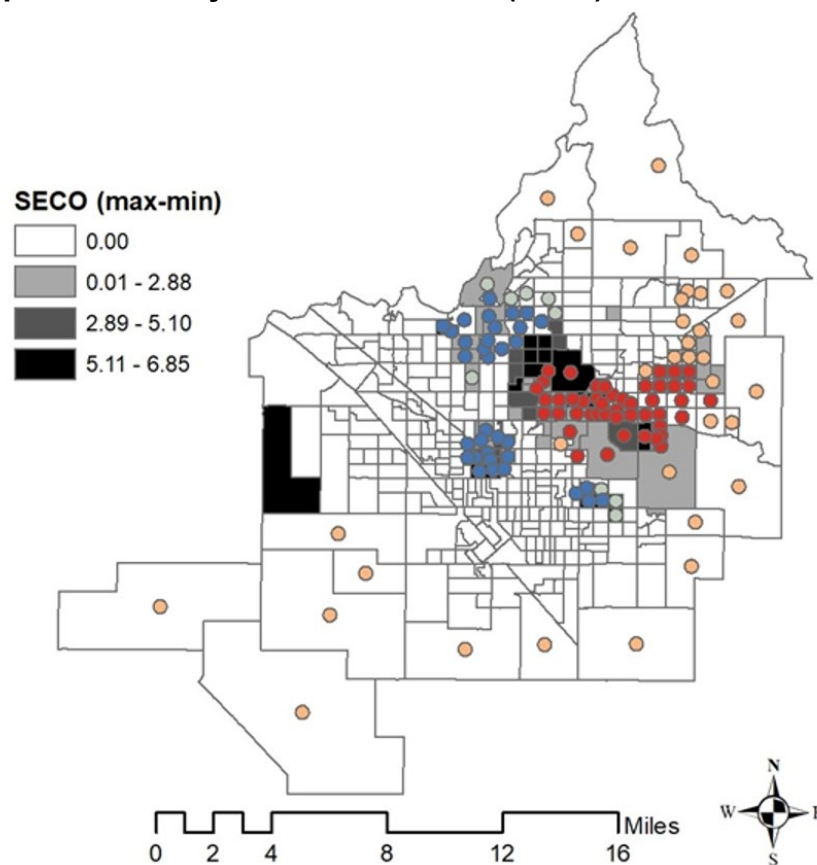 SECO (max-min)
0.00
0.01 - 2.88
2.89 - 5.10
5.11 - 6.85
N
W
S
Miles
0 2 4 8 12 16